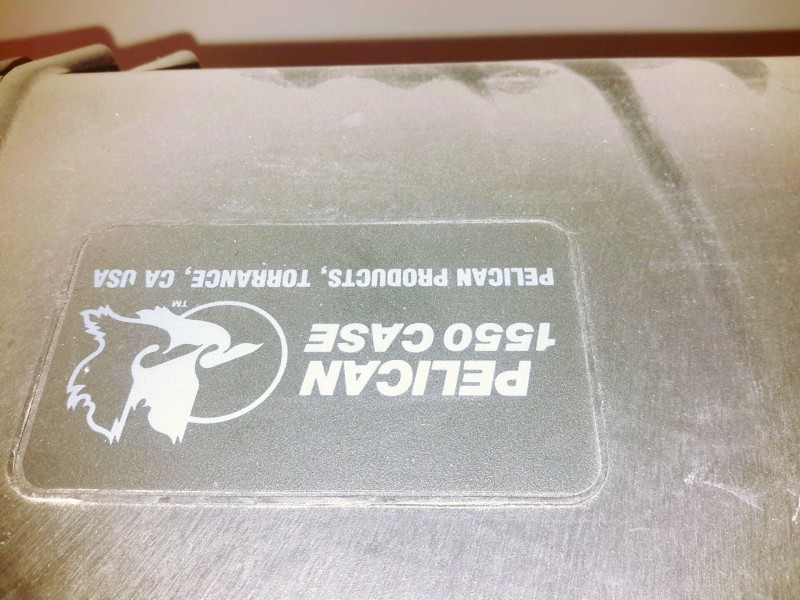 PELICAN
1550 CASE
TM
PELICAN PRODUCTS, TORRANCE, CA USA